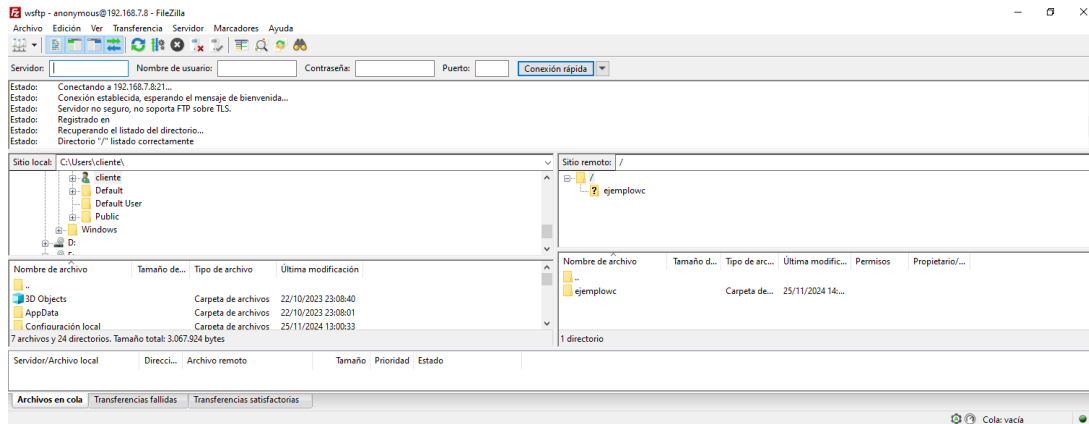 wsftp - anonymous@192.168.7.8 - FileZilla
Archivo Edición Ver Transferencia Servidor Marcadores Ayuda
Servidor: Nombre de usuario: Contraseña: Puerto: Conexión rápida
Estado: Conectando a 192.168.7.8:21...
Estado: Conexión establecida, esperando el mensaje de bienvenida...
Estado: Servidor no seguro, no soporta FTP sobre TLS.
Estado: Registrado en
Estado: Recuperando el listado del directorio...
Estado: Directorio "/" listado correctamente
Sitio local: C:\Users\cliente\
cliente
Default
Default User
Public
Windows
D:
Sitio remoto: /
/
? ejemplowc
Nombre de archivo Tamaño de... Tipo de archivo Última modificación
..
3D Objects Carpeta de archivos 22/10/2023 23:08:40
AppData Carpeta de archivos 22/10/2023 23:08:01
Configuración local Carpeta de archivos 25/11/2024 13:00:33
7 archivos y 24 directorios. Tamaño total: 3.067.924 bytes
Nombre de archivo Tamaño d... Tipo de arc... Última modific... Permisos Propietario/...
..
ejemplowc Carpeta de... 25/11/2024 14:...
1 directorio
Servidor/Archivo local Direcci... Archivo remoto Tamaño Prioridad Estado
Archivos en cola Transferencias fallidas Transferencias satisfactorias
Cola: vacía